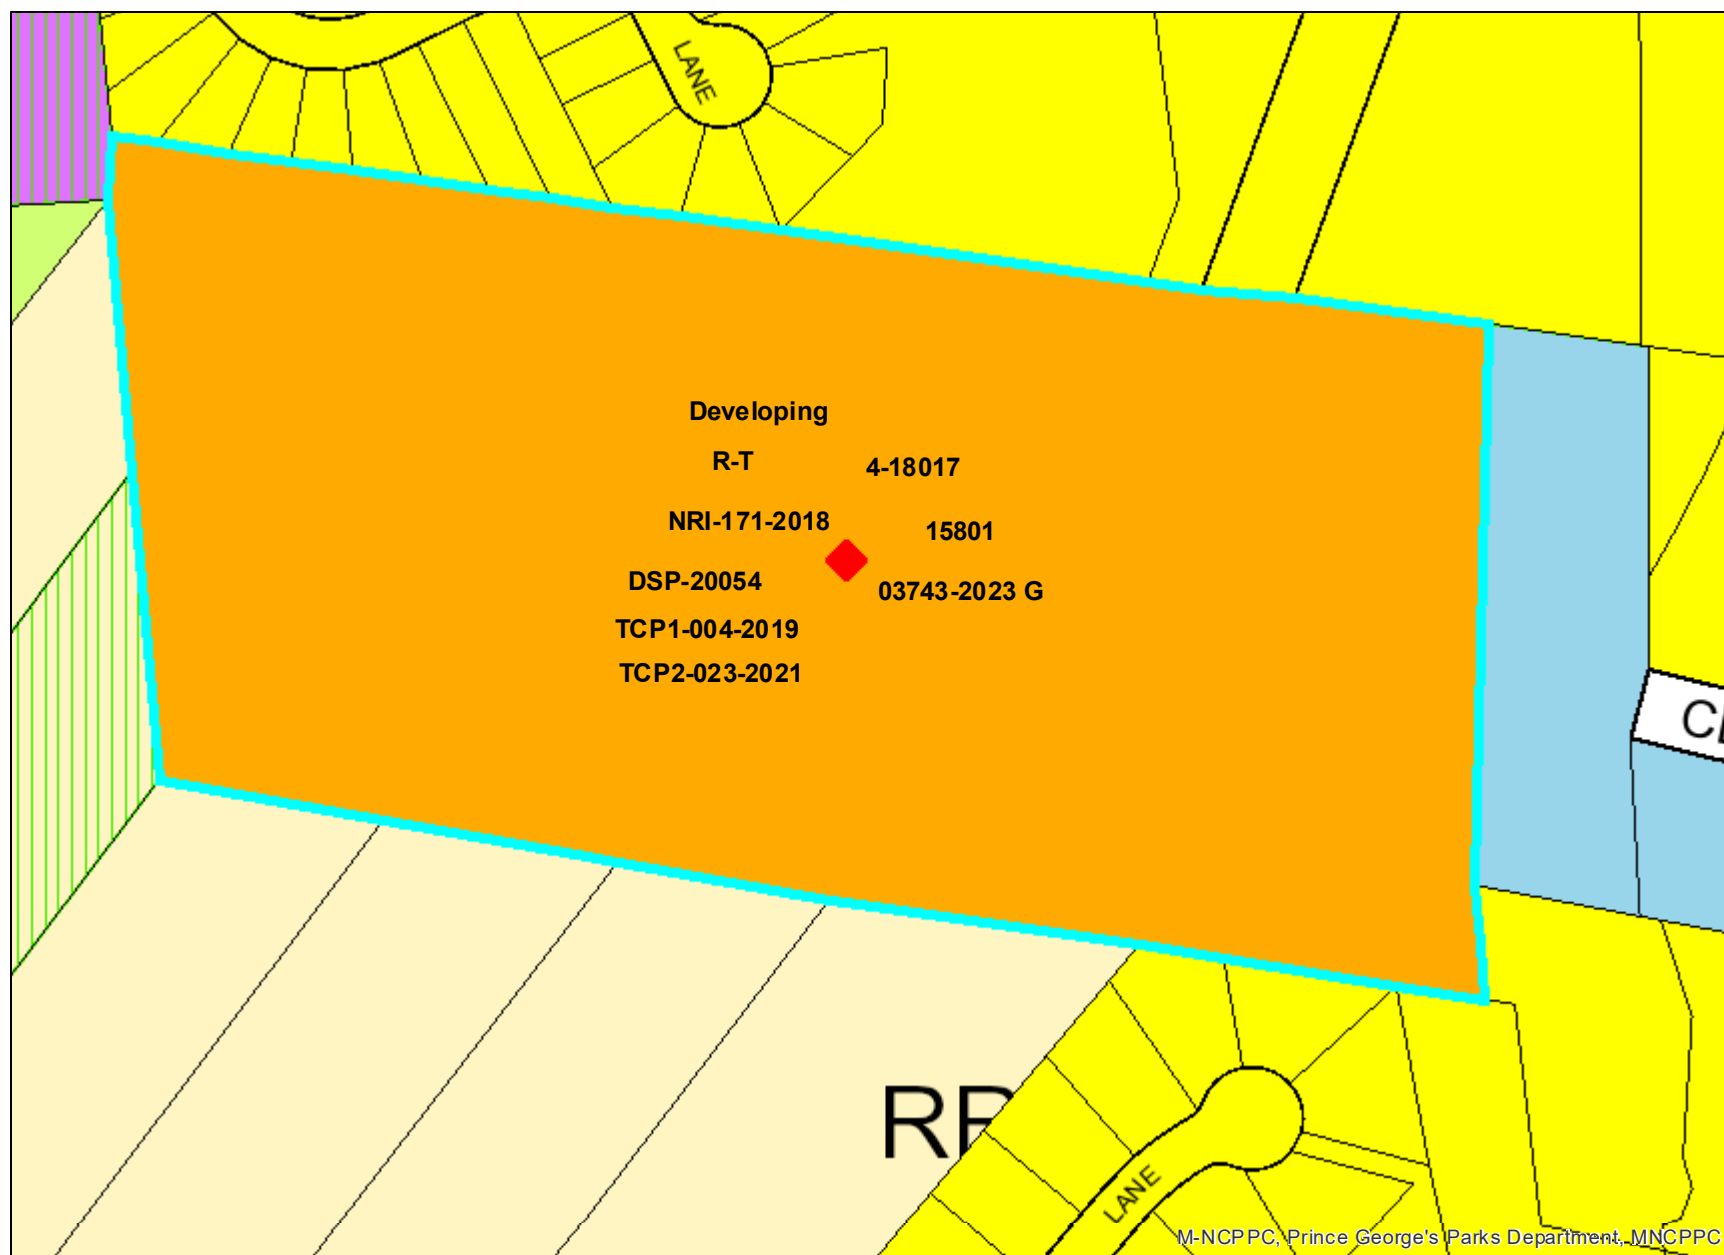 LANE
Developing
R-T
4-18017
NRI-171-2018
15801
DSP-20054
03743-2023 G
TCP1-004-2019
TCP2-023-2021
LANE
M-NCPPC, Prince George's Parks Department, MNCPPC